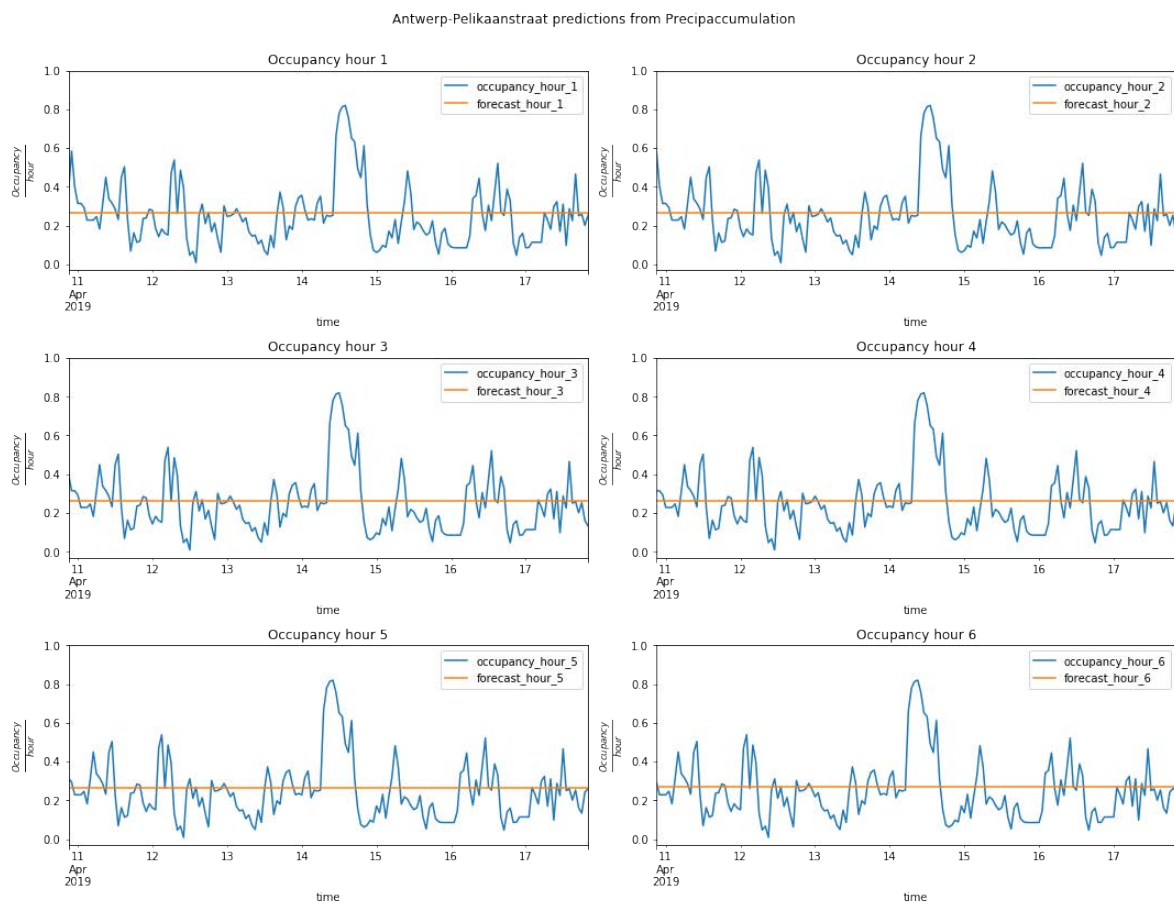 Antwerp-Pelikaanstraat predictions from Precipaccumulation
Occupancy hour 1
occupancy_hour_1
forecast_hour_1
Occupancy
hour
1.0
0.8
0.6
0.4
0.2
0.0
11 12 13 14 15 16 17
Apr
2019
time
Occupancy hour 2
occupancy_hour_2
forecast_hour_2
Occupancy
hour
1.0
0.8
0.6
0.4
0.2
0.0
11 12 13 14 15 16 17
Apr
2019
time
Occupancy hour 3
occupancy_hour_3
forecast_hour_3
Occupancy
hour
1.0
0.8
0.6
0.4
0.2
0.0
11 12 13 14 15 16 17
Apr
2019
time
Occupancy hour 4
occupancy_hour_4
forecast_hour_4
Occupancy
hour
1.0
0.8
0.6
0.4
0.2
0.0
11 12 13 14 15 16 17
Apr
2019
time
Occupancy hour 5
occupancy_hour_5
forecast_hour_5
Occupancy
hour
1.0
0.8
0.6
0.4
0.2
0.0
11 12 13 14 15 16 17
Apr
2019
time
Occupancy hour 6
occupancy_hour_6
forecast_hour_6
Occupancy
hour
1.0
0.8
0.6
0.4
0.2
0.0
11 12 13 14 15 16 17
Apr
2019
time